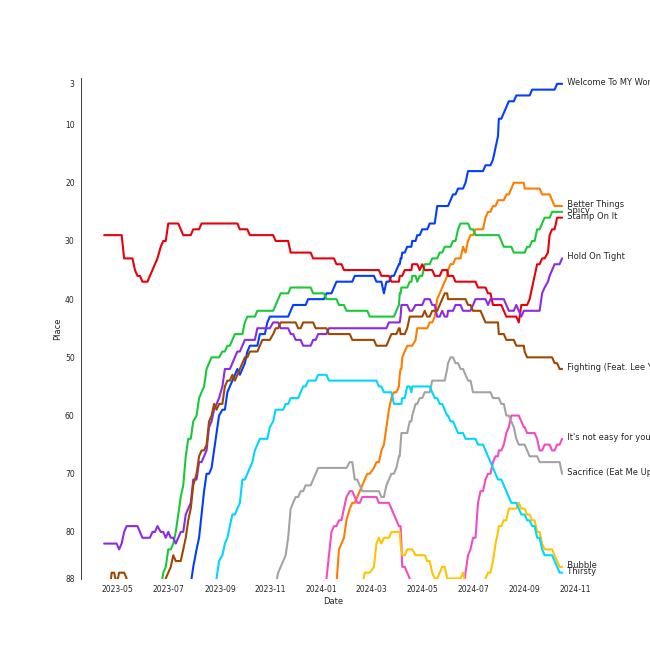 3
10
20
30
40
50
60
70
80
88
Place
2023-05
2023-07
2023-09
2023-11
2024-01
2024-03
2024-05
2024-07
2024-09
2024-11
Date
Welcome To MY Wor
Better Things
Spicy
Stamp On It
Hold On Tight
Fighting (Feat. Lee Y
It's not easy for you
Sacrifice (Eat Me Up
Bubble
Thirsty